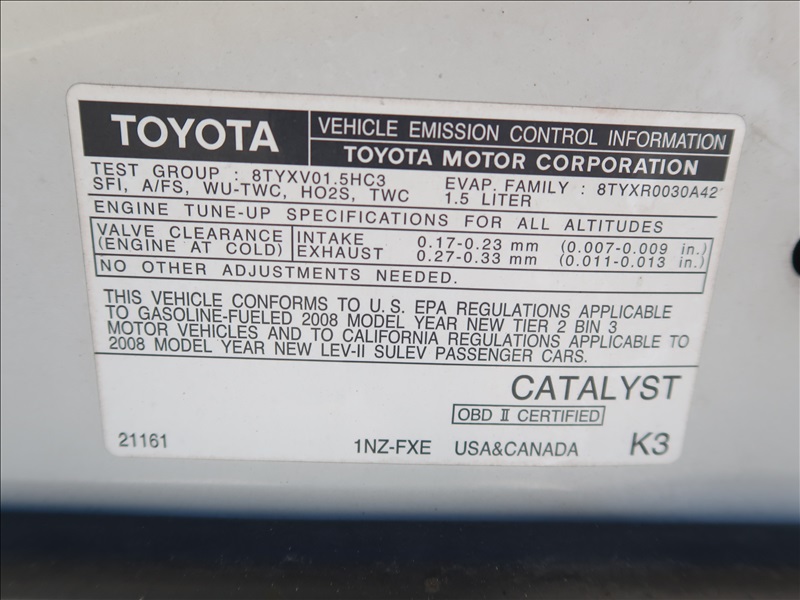 TOYOTA
VEHICLE EMISSION CONTROL INFORMATION
TOYOTA MOTOR CORPORATION
TEST GROUP : 8TYXV01.5HC3 EVAP. FAMILY : 8TYXR0030A42
SFI, A/FS, WU-TWC, HO2S, TWC 1.5 LITER
ENGINE TUNE-UP SPECIFICATIONS FOR ALL ALTITUDES
VALVE CLEARANCE INTAKE 0.17-0.23 mm (0.007-0.009 in.)
(ENGINE AT COLD) EXHAUST 0.27-0.33 mm (0.011-0.013 in.)
NO OTHER ADJUSTMENTS NEEDED.
THIS VEHICLE CONFORMS TO U.S. EPA REGULATIONS APPLICABLE
TO GASOLINE-FUELED 2008 MODEL YEAR NEW TIER 2 BIN 3
MOTOR VEHICLES AND TO CALIFORNIA REGULATIONS APPLICABLE TO
2008 MODEL YEAR NEW LEV-II SULEV PASSENGER CARS.
CATALYST
OBD II CERTIFIED
21161 1NZ-FXE USA&CANADA K3